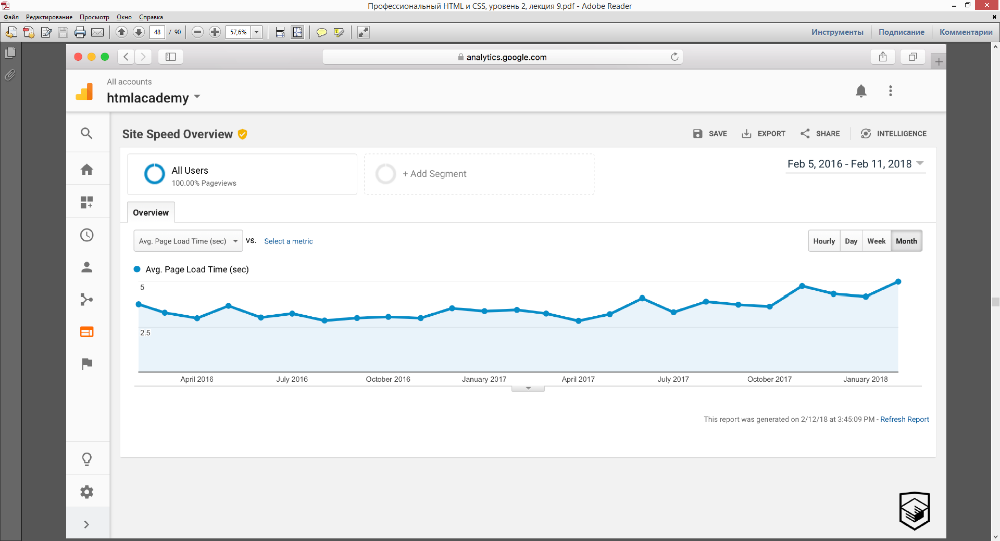 Профессиональный HTML и CSS, уровень 2, лекция 9.pdf - Adobe Reader
Файл Редактирование Просмотр Окно Справка
48 / 90 57,6% Инструменты Подписание Комментарии
analytics.google.com
All accounts
htmlacademy
Site Speed Overview SAVE EXPORT SHARE INTELLIGENCE
All Users
100.00% Pageviews
+ Add Segment
Feb 5, 2016 - Feb 11, 2018
Overview
Avg. Page Load Time (sec) VS. Select a metric Hourly Day Week Month
Avg. Page Load Time (sec)
5
2.5
April 2016 July 2016 October 2016 January 2017 April 2017 July 2017 October 2017 January 2018
This report was generated on 2/12/18 at 3:45:09 PM - Refresh Report